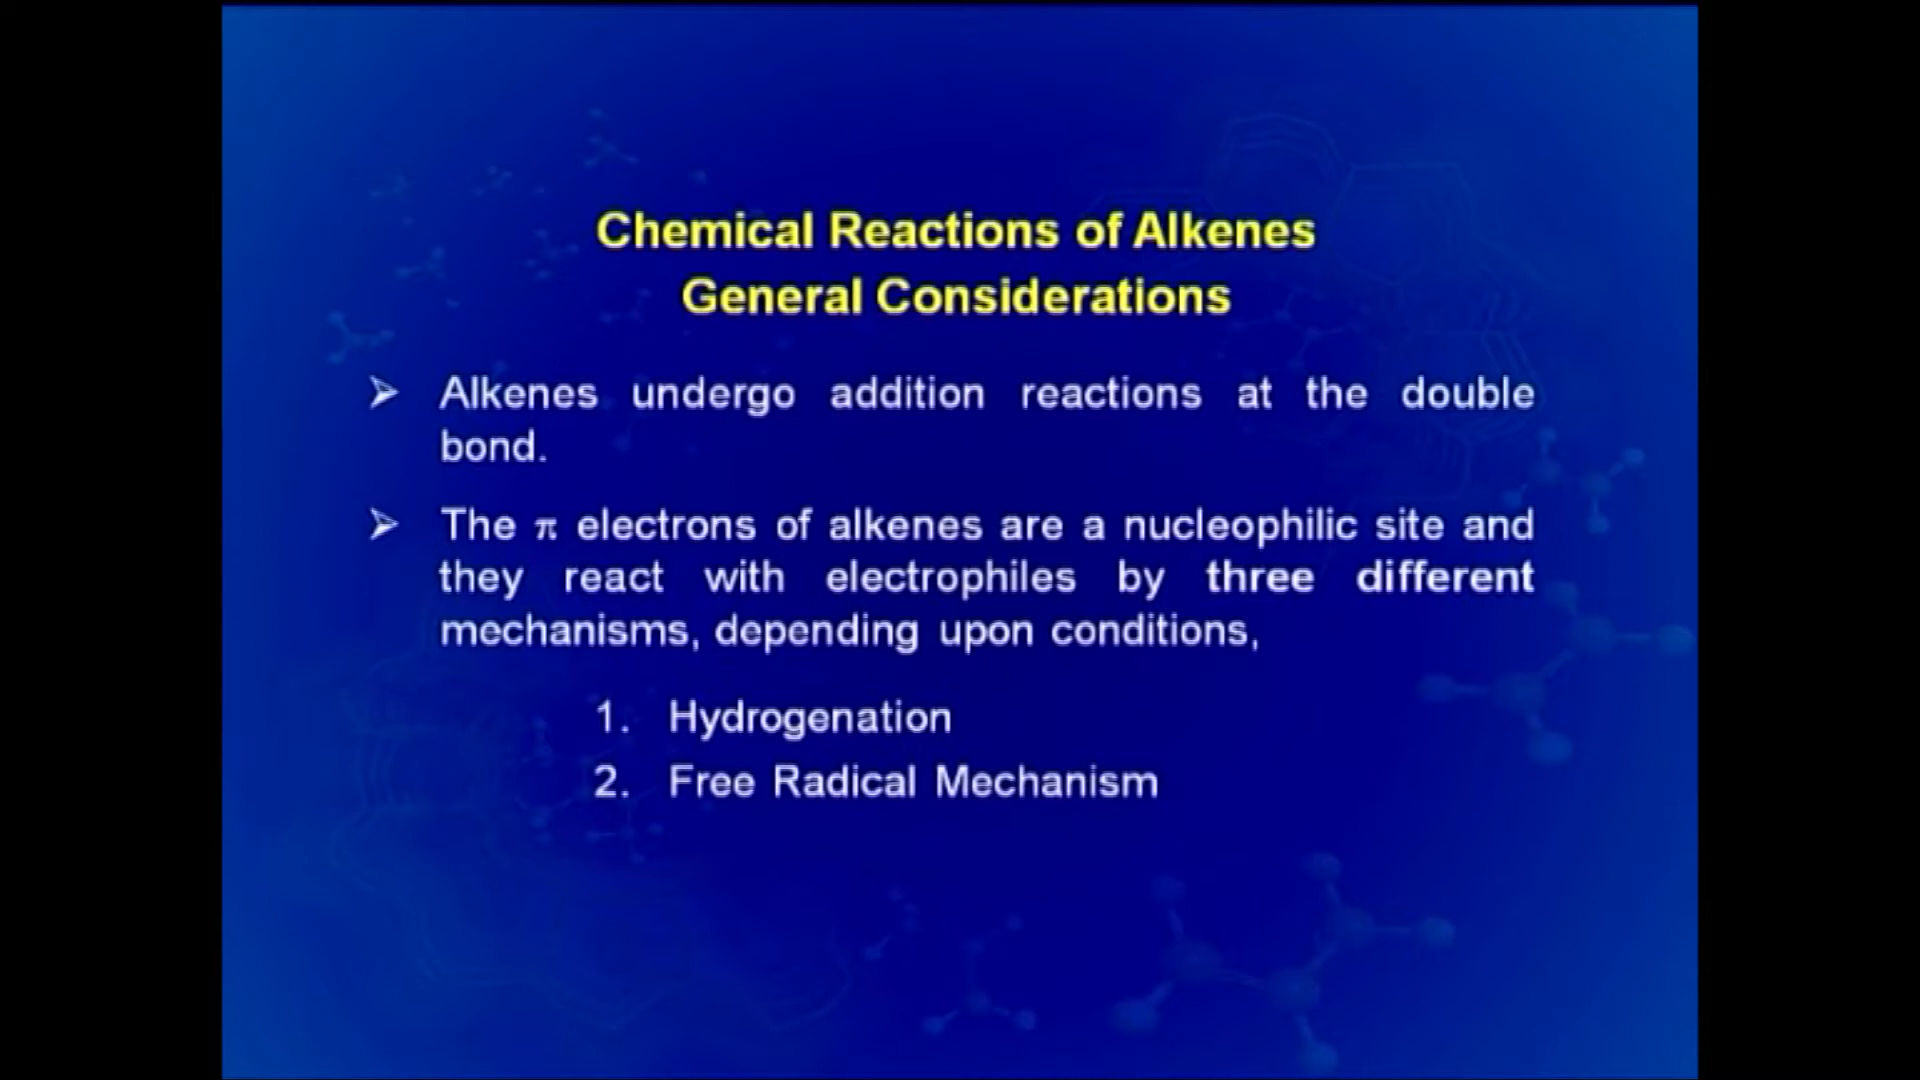 Chemical Reactions of Alkenes
General Considerations
➢ Alkenes undergo addition reactions at the double
bond.
➢ The π electrons of alkenes are a nucleophilic site and
they react with electrophiles by three different
mechanisms, depending upon conditions,
1. Hydrogenation
2. Free Radical Mechanism